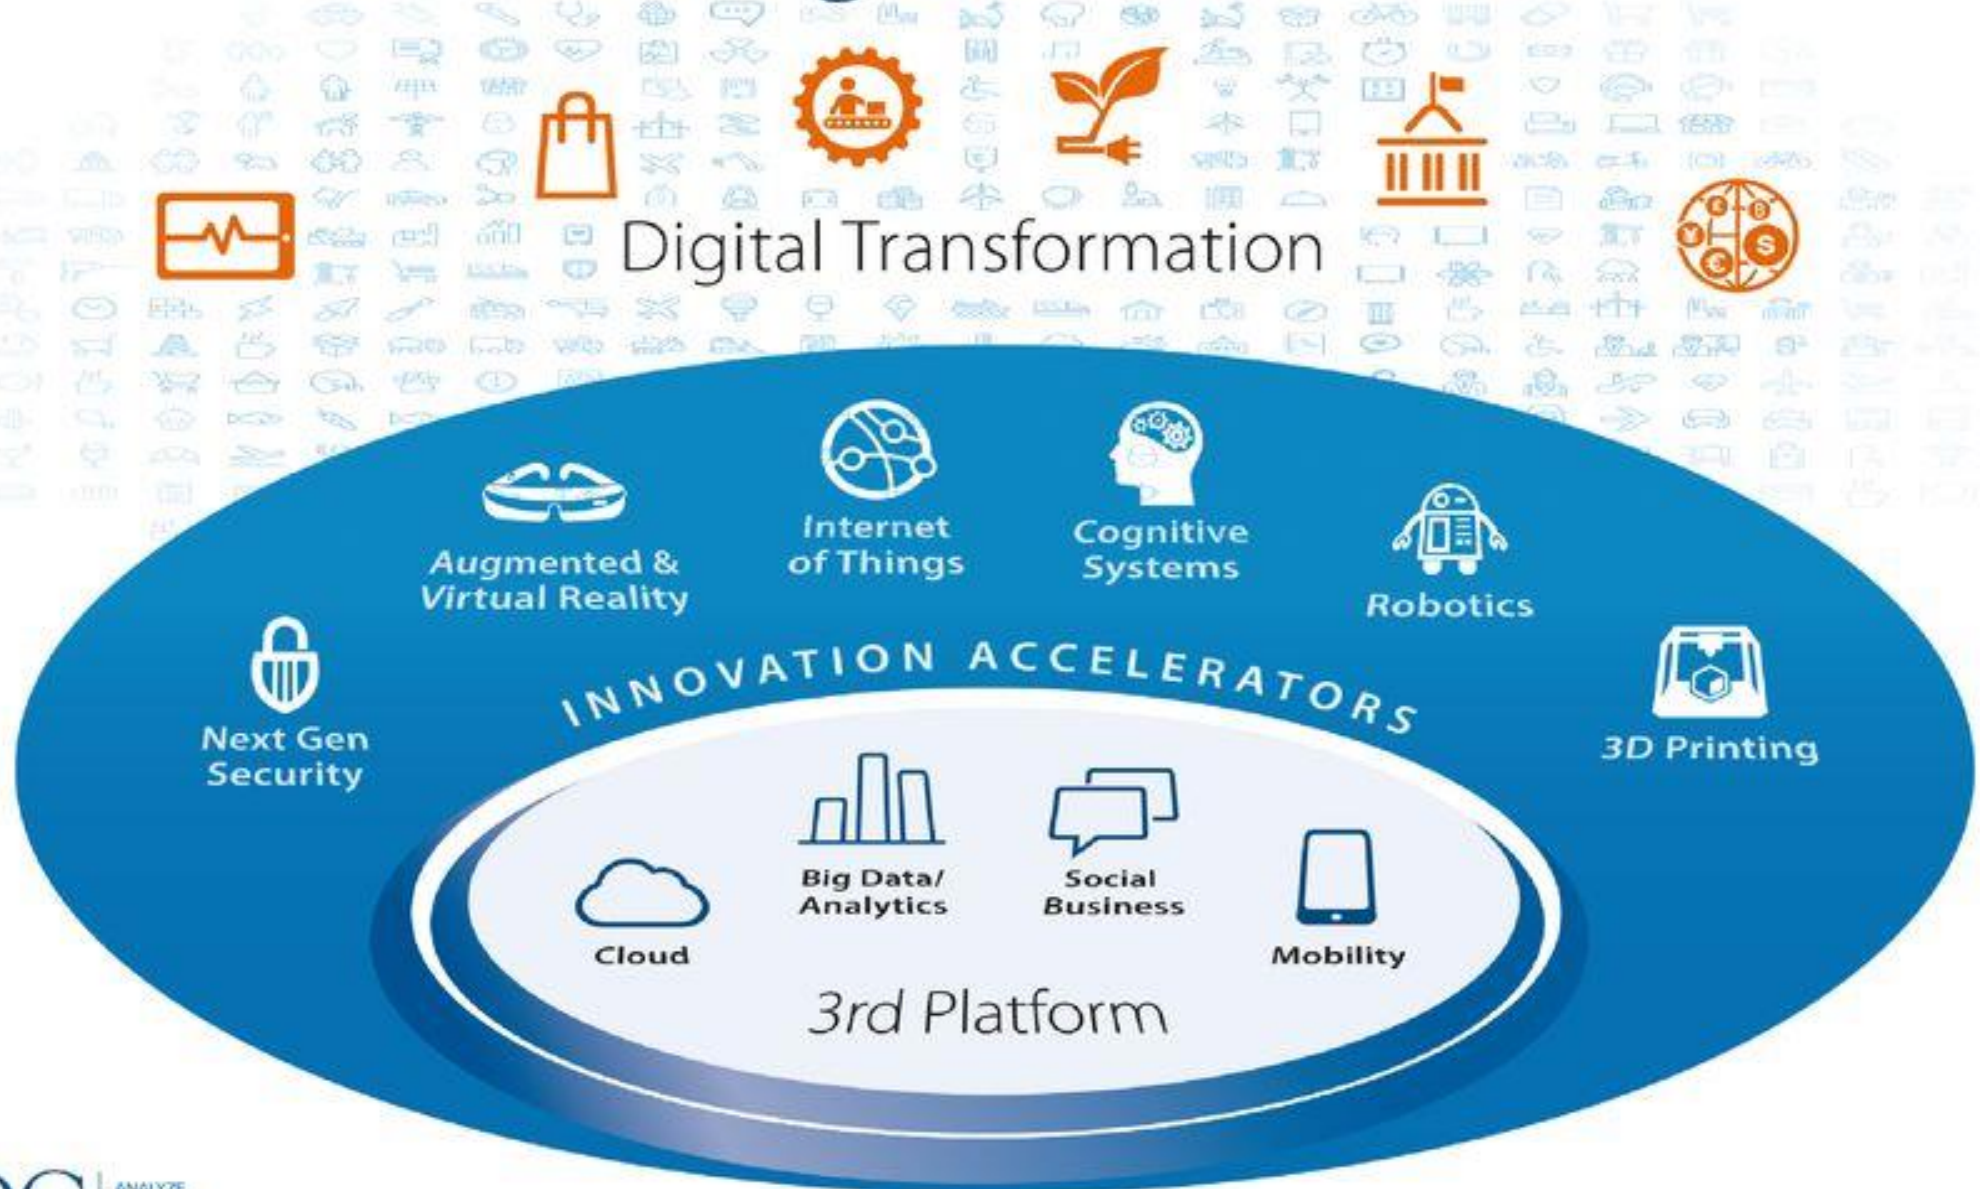 Digital Transformation
Internet
of Things
Cognitive
Systems
Augmented &
Virtual Reality
Robotics
INNOVATION ACCELERATORS
Next Gen
Security
3D Printing
Big Data/
Analytics
Social
Business
Cloud
Mobility
3rd Platform
ANALYZE